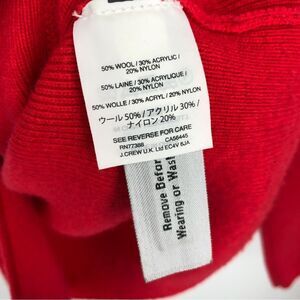 50% WOOL / 30% ACRYLIC /
20% NYLON
50% LAINE / 30% ACRYLIQUE /
20% NYLON
50% WOLLE / 30% ACRYL / 20% NYLON
ウール 50% / アクリル 30% /
ナイロン 20%
SEE REVERSE FOR CARE
RN77388 CA56445
J.CREW U.K. Ltd EC4V 6JA
Remove Before
Wearing or Wash